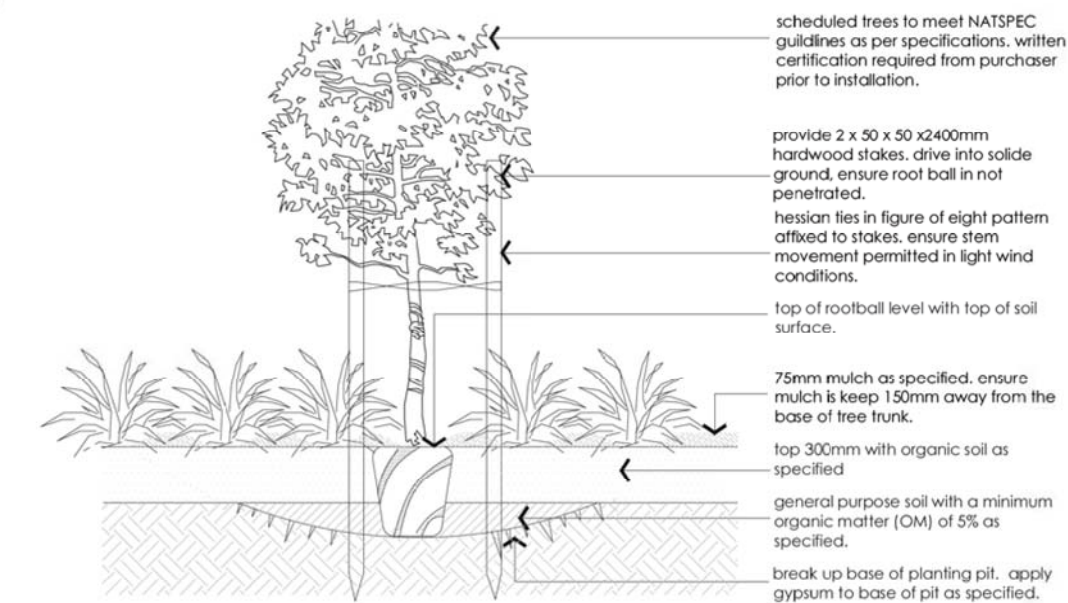 scheduled trees to meet NATSPEC
guildlines as per specifications. written
certification required from purchaser
prior to installation.
provide 2 x 50 x 50 x2400mm
hardwood stakes. drive into solide
ground, ensure root ball in not
penetrated.
hessian ties in figure of eight pattern
affixed to stakes. ensure stem
movement permitted in light wind
conditions.
top of rootball level with top of soil
surface.
75mm mulch as specified. ensure
mulch is keep 150mm away from the
base of tree trunk.
top 300mm with organic soil as
specified
general purpose soil with a minimum
organic matter (OM) of 5% as
specified.
break up base of planting pit. apply
gypsum to base of pit as specified.